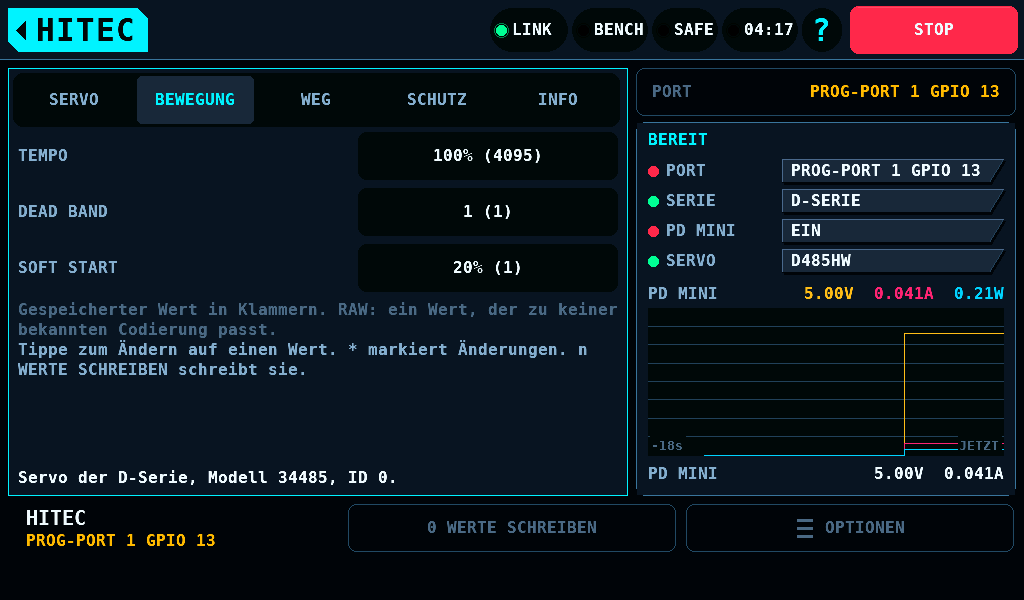 HITEC
LINK
BENCH
SAFE
04:17
?
STOP
SERVO
BEWEGUNG
WEG
SCHUTZ
INFO
TEMPO
100% (4095)
DEAD BAND
1 (1)
SOFT START
20% (1)
Gespeicherter Wert in Klammern. RAW: ein Wert, der zu keiner
bekannten Codierung passt.
Tippe zum Ändern auf einen Wert. * markiert Änderungen. n
WERTE SCHREIBEN schreibt sie.
Servo der D-Serie, Modell 34485, ID 0.
PORT
PROG-PORT 1 GPIO 13
BEREIT
PORT
PROG-PORT 1 GPIO 13
SERIE
D-SERIE
PD MINI
EIN
SERVO
D485HW
PD MINI
5.00V 0.041A 0.21W
-18s
JETZT
PD MINI
5.00V 0.041A
HITEC
PROG-PORT 1 GPIO 13
0 WERTE SCHREIBEN
OPTIONEN